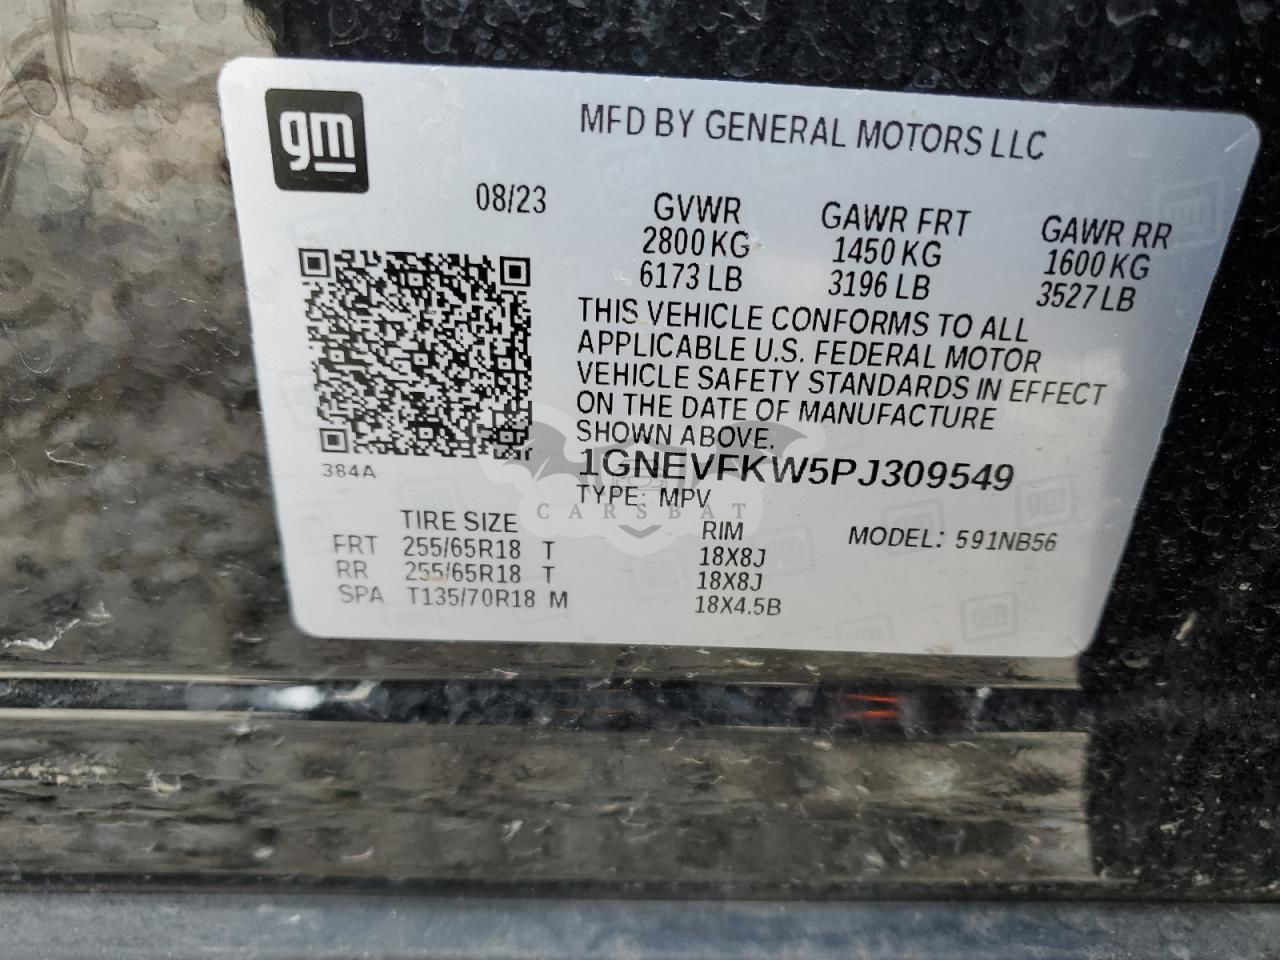 gm
MFD BY GENERAL MOTORS LLC
08/23
GVWR GAWR FRT GAWR RR
2800 KG 1450 KG 1600 KG
6173 LB 3196 LB 3527 LB
THIS VEHICLE CONFORMS TO ALL
APPLICABLE U.S. FEDERAL MOTOR
VEHICLE SAFETY STANDARDS IN EFFECT
ON THE DATE OF MANUFACTURE
SHOWN ABOVE.
384A
1GNEVFKW5PJ309549
TYPE: MPV
CARSBAT
TIRE SIZE RIM MODEL: 591NB56
FRT 255/65R18 T 18X8J
RR 255/65R18 T 18X8J
SPA T135/70R18 M 18X4.5B